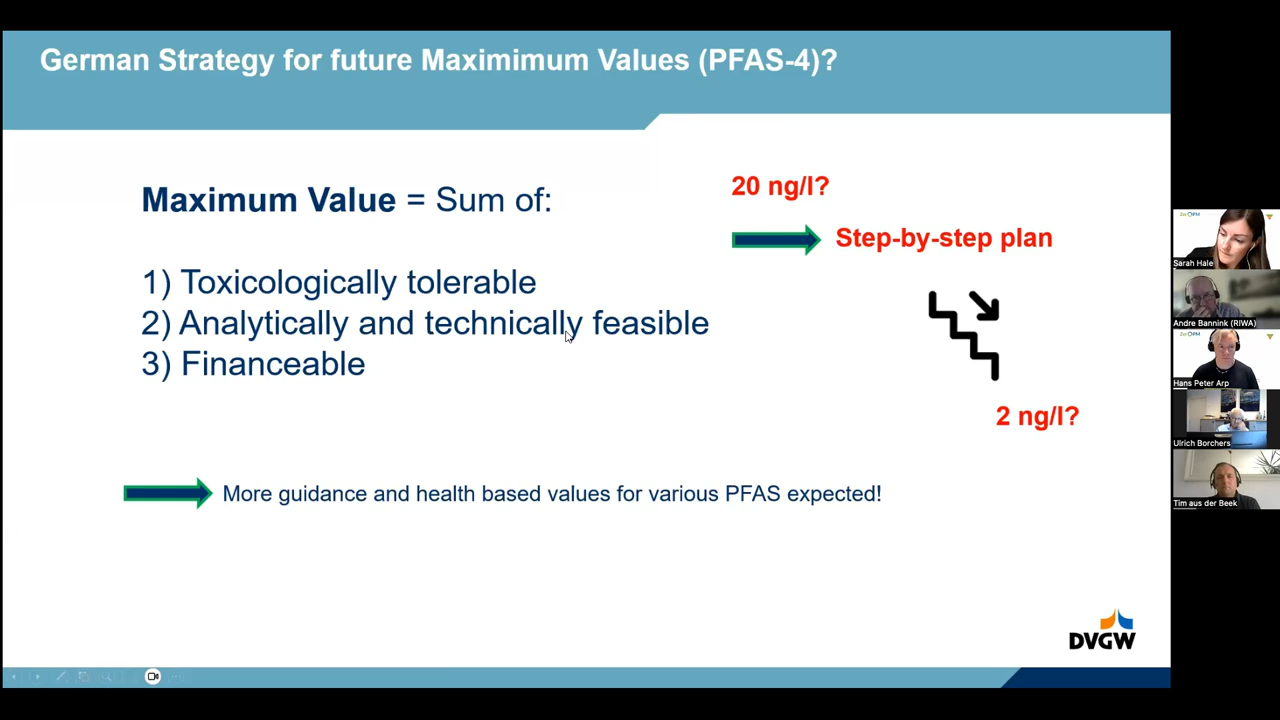 German Strategy for future Maximimum Values (PFAS-4)?
Maximum Value = Sum of:
1) Toxicologically tolerable
2) Analytically and technically feasible
3) Financeable
20 ng/l?
Step-by-step plan
2 ng/l?
More guidance and health based values for various PFAS expected!
DVGW
Sarah Hale
Andre Bannink (RIWA)
Hans Peter Arp
Ulrich Borchers
Tim aus der Beek